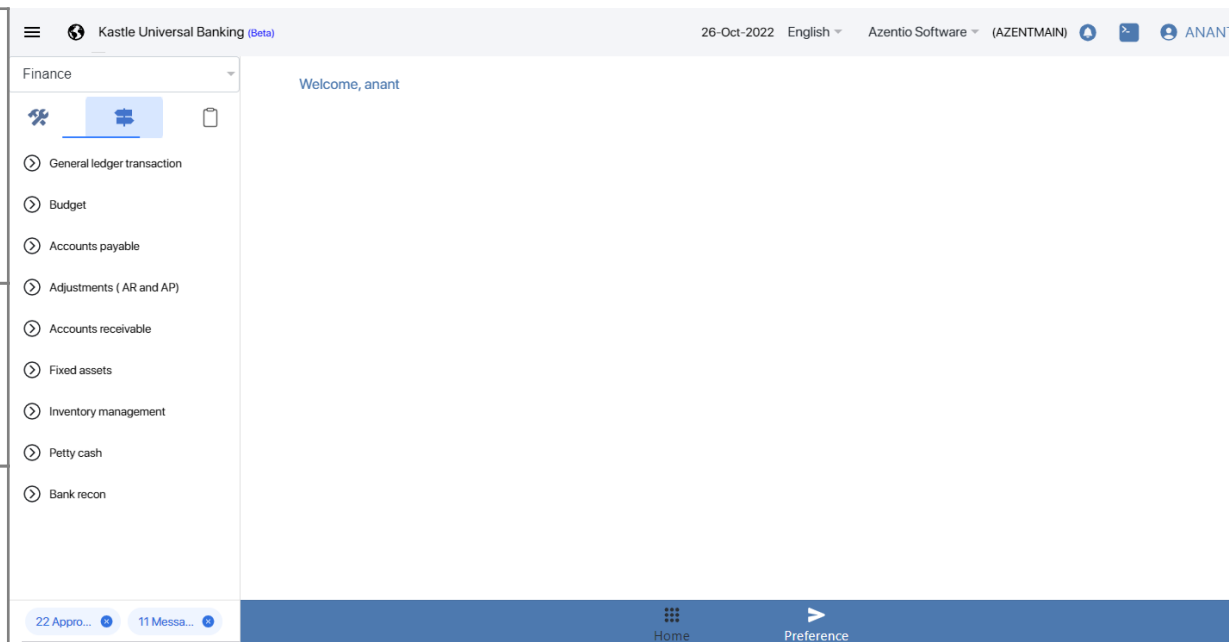 Kastle Universal Banking (Beta)
26-Oct-2022 English Azentio Software (AZENTMAIN) ANANT
Finance
Welcome, anant
General ledger transaction
Budget
Accounts payable
Adjustments ( AR and AP)
Accounts receivable
Fixed assets
Inventory management
Petty cash
Bank recon
22 Appro... 11 Messa...
Home Preference